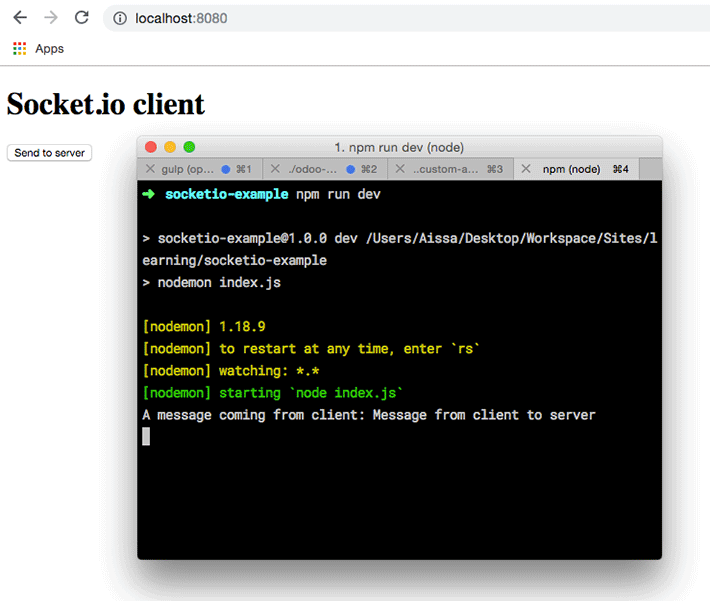 localhost:8080
Apps
Socket.io client
Send to server
1. npm run dev (node)
gulp (op... ⌘1 ./odoo-... ⌘2 ..custom-a... ⌘3 npm (node) ⌘4
➜ socketio-example npm run dev
> socketio-example@1.0.0 dev /Users/Aissa/Desktop/Workspace/Sites/l
earning/socketio-example
> nodemon index.js
[nodemon] 1.18.9
[nodemon] to restart at any time, enter `rs`
[nodemon] watching: *.*
[nodemon] starting `node index.js`
A message coming from client: Message from client to server